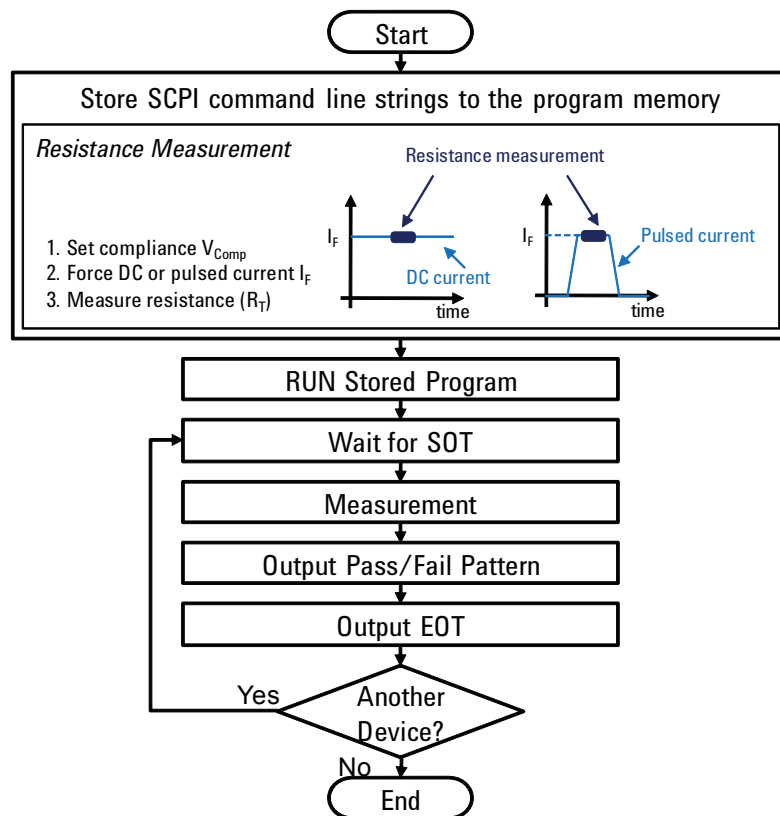 Start
Store SCPI command line strings to the program memory
Resistance Measurement
Resistance measurement
1. Set compliance V_Comp
2. Force DC or pulsed current I_F
3. Measure resistance (R_T)
I_F
DC current
time
I_F
Pulsed current
time
RUN Stored Program
Wait for SOT
Measurement
Output Pass/Fail Pattern
Output EOT
Yes
Another
Device?
No
End